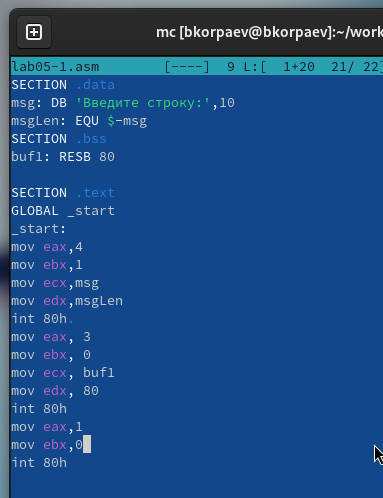 mc [bkorpaev@bkorpaev]:~/work
lab05-1.asm [----] 9 L:[ 1+20 21/ 22]
SECTION .data
msg: DB 'Введите строку:',10
msgLen: EQU $-msg
SECTION .bss
buf1: RESB 80
SECTION .text
GLOBAL _start
_start:
mov eax,4
mov ebx,1
mov ecx,msg
mov edx,msgLen
int 80h.
mov eax, 3
mov ebx, 0
mov ecx, buf1
mov edx, 80
int 80h
mov eax,1
mov ebx,0
int 80h